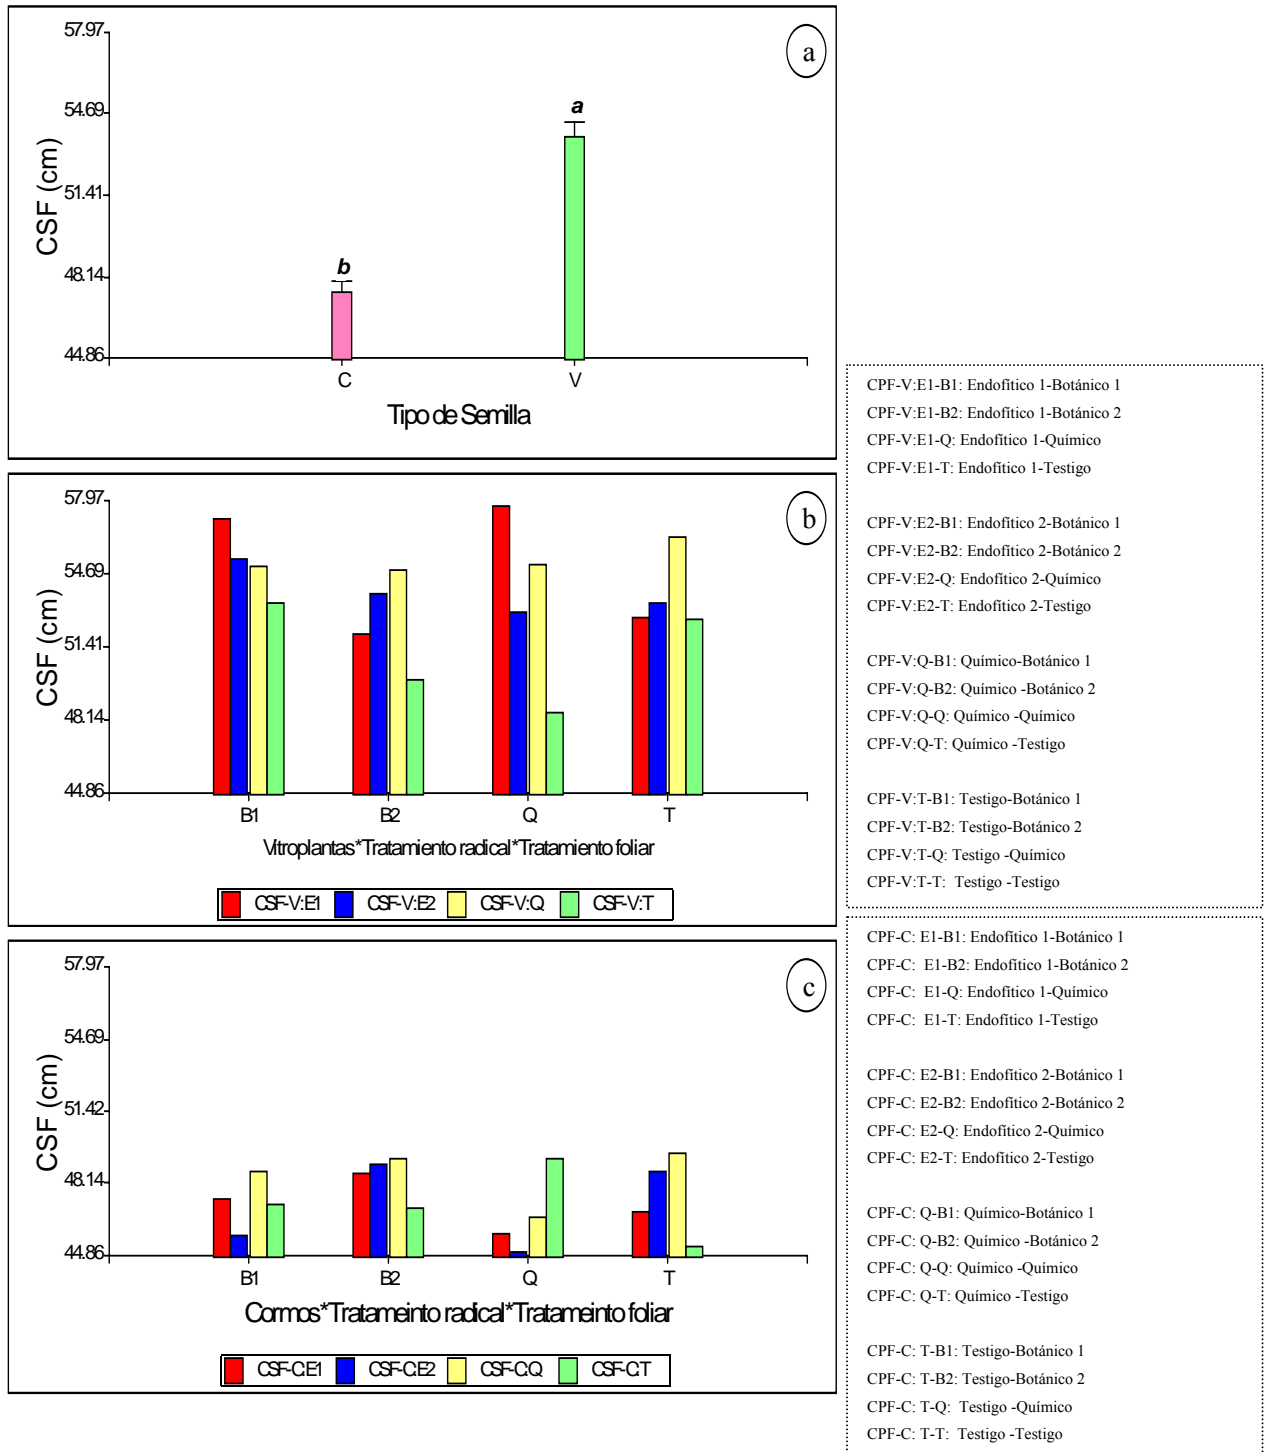 57.97
54.69
51.41
48.14
44.86
CSF (cm)
a
b
a
C
V
Tipo de Semilla
57.97
54.69
51.41
48.14
44.86
CSF (cm)
b
B1 B2 Q T
Vitroplantas*Tratamiento radical*Tratamiento foliar
CSF-V:E1 CSF-V:E2 CSF-V:Q CSF-V:T
57.97
54.69
51.42
48.14
44.86
CSF (cm)
c
B1 B2 Q T
Cormos*Tratameinto radical*Tratameinto foliar
CSF-C:E1 CSF-C:E2 CSF-C:Q CSF-C:T
CPF-V:E1-B1: Endofítico 1-Botánico 1
CPF-V:E1-B2: Endofítico 1-Botánico 2
CPF-V:E1-Q: Endofítico 1-Químico
CPF-V:E1-T: Endofítico 1-Testigo
CPF-V:E2-B1: Endofítico 2-Botánico 1
CPF-V:E2-B2: Endofítico 2-Botánico 2
CPF-V:E2-Q: Endofítico 2-Químico
CPF-V:E2-T: Endofítico 2-Testigo
CPF-V:Q-B1: Químico-Botánico 1
CPF-V:Q-B2: Químico -Botánico 2
CPF-V:Q-Q: Químico -Químico
CPF-V:Q-T: Químico -Testigo
CPF-V:T-B1: Testigo-Botánico 1
CPF-V:T-B2: Testigo-Botánico 2
CPF-V:T-Q: Testigo -Químico
CPF-V:T-T: Testigo -Testigo
CPF-C: E1-B1: Endofítico 1-Botánico 1
CPF-C: E1-B2: Endofítico 1-Botánico 2
CPF-C: E1-Q: Endofítico 1-Químico
CPF-C: E1-T: Endofítico 1-Testigo
CPF-C: E2-B1: Endofítico 2-Botánico 1
CPF-C: E2-B2: Endofítico 2-Botánico 2
CPF-C: E2-Q: Endofítico 2-Químico
CPF-C: E2-T: Endofítico 2-Testigo
CPF-C: Q-B1: Químico-Botánico 1
CPF-C: Q-B2: Químico -Botánico 2
CPF-C: Q-Q: Químico -Químico
CPF-C: Q-T: Químico -Testigo
CPF-C: T-B1: Testigo-Botánico 1
CPF-C: T-B2: Testigo-Botánico 2
CPF-C: T-Q: Testigo -Químico
CPF-C: T-T: Testigo -Testigo